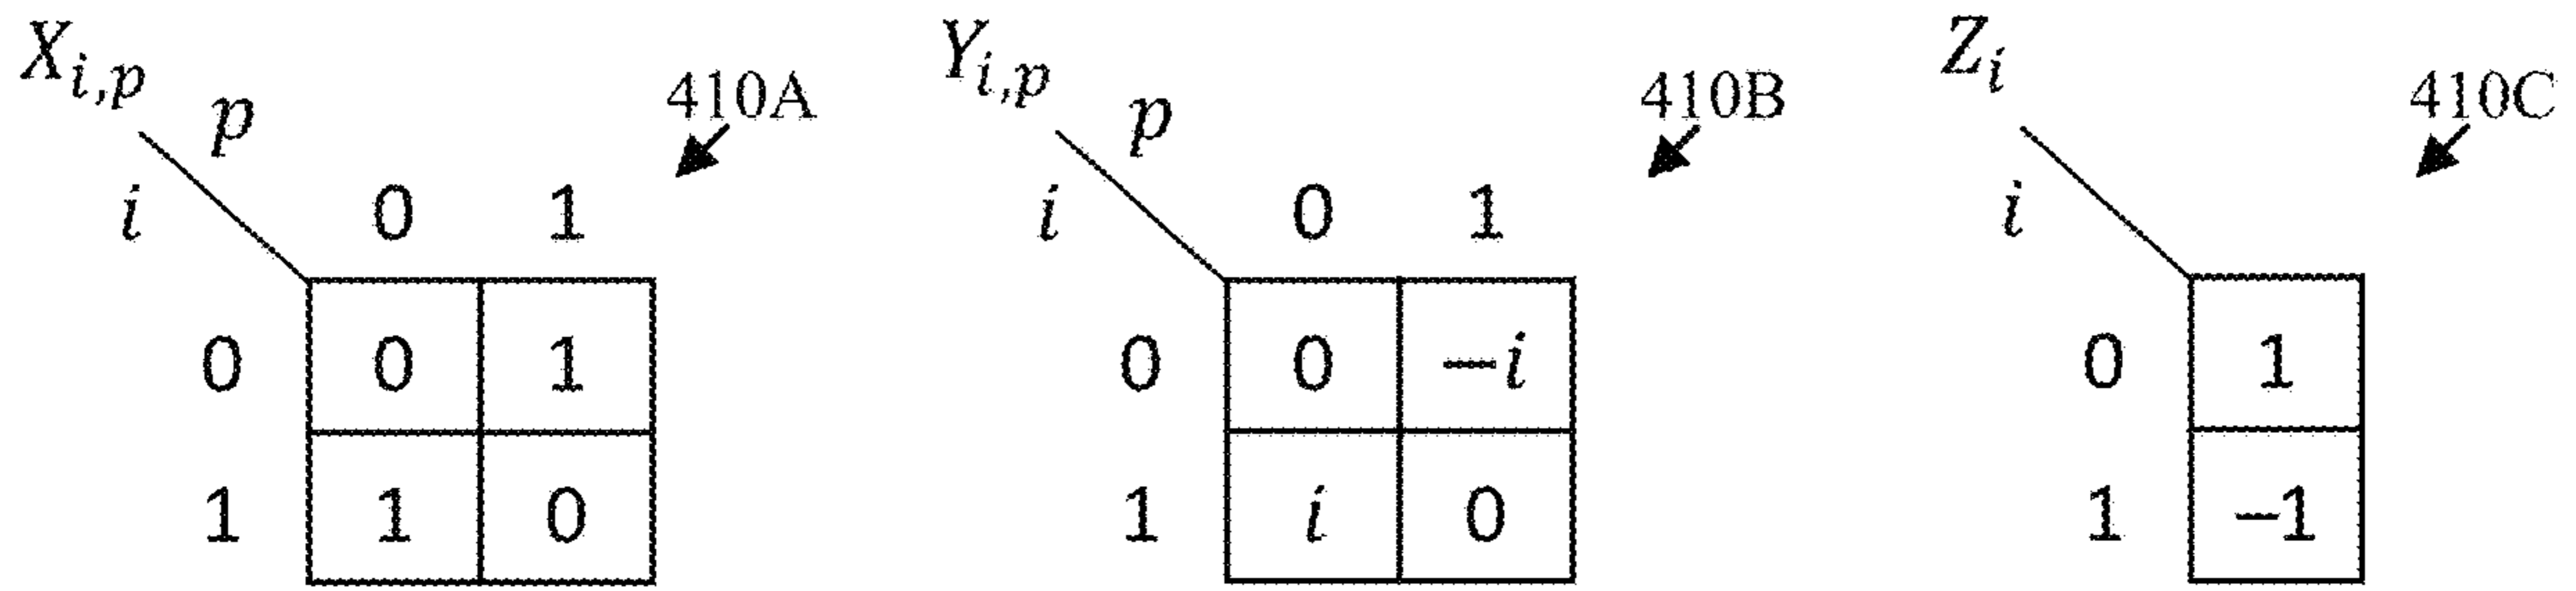 X_{i,p} p 410A Y_{i,p} p 410B Z_i 410C
i 0 1 i 0 1 i
0 0 1 0 0 −i 0 1
1 1 0 1 i 0 1 −1